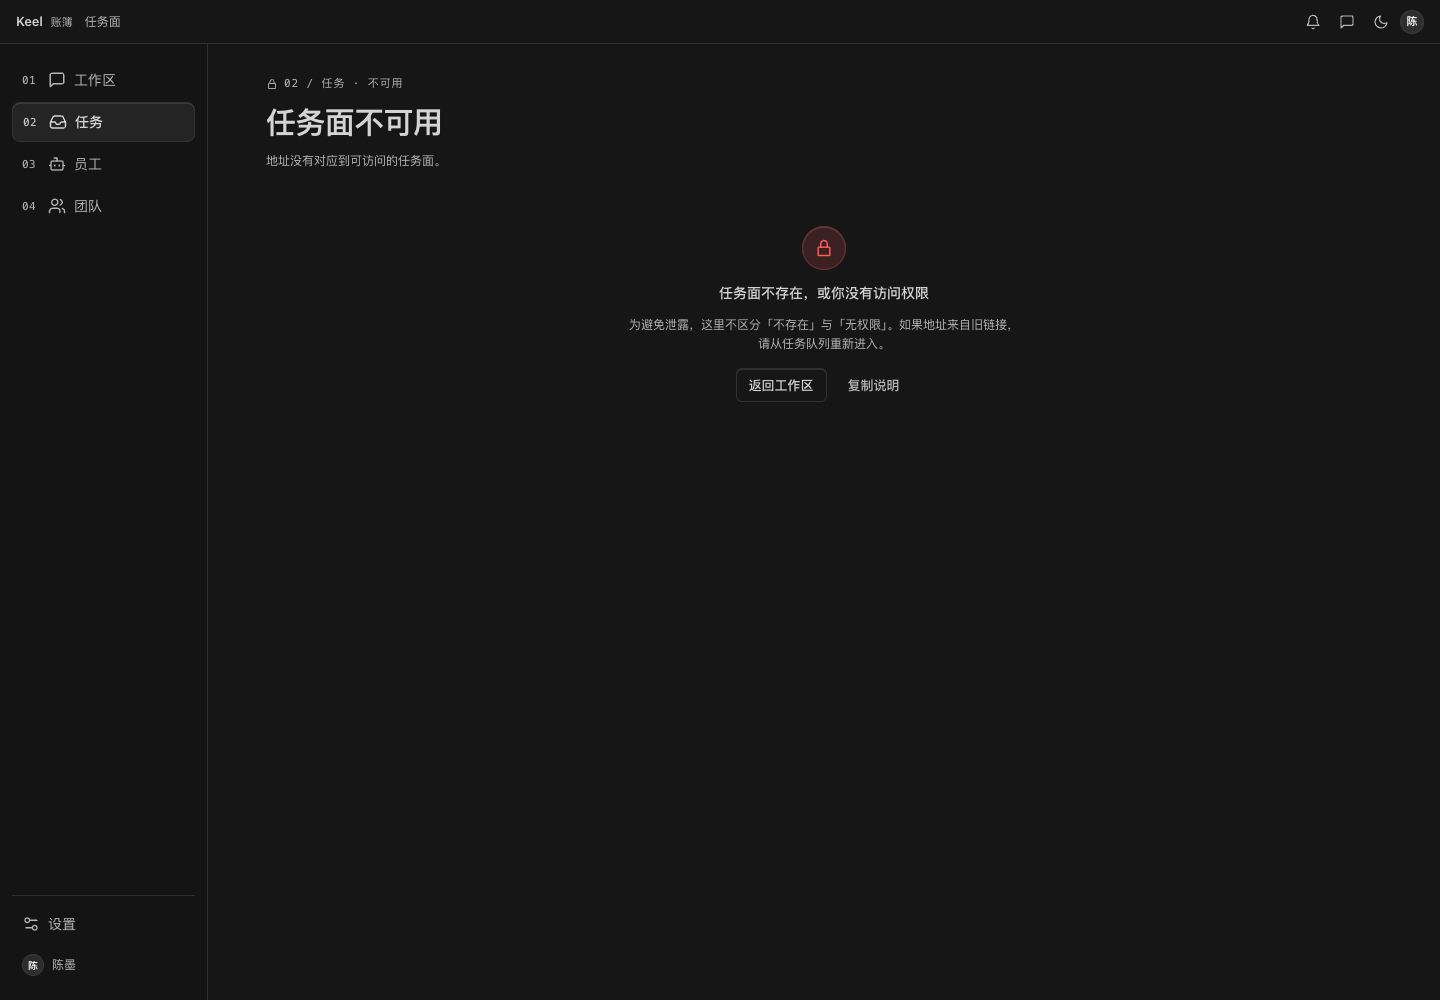 Keel 账簿 任务面
陈
01 工作区
02 任务
03 员工
04 团队
02 / 任务 · 不可用
任务面不可用
地址没有对应到可访问的任务面。
任务面不存在，或你没有访问权限
为避免泄露，这里不区分「不存在」与「无权限」。如果地址来自旧链接，
请从任务队列重新进入。
返回工作区 复制说明
设置
陈 陈墨